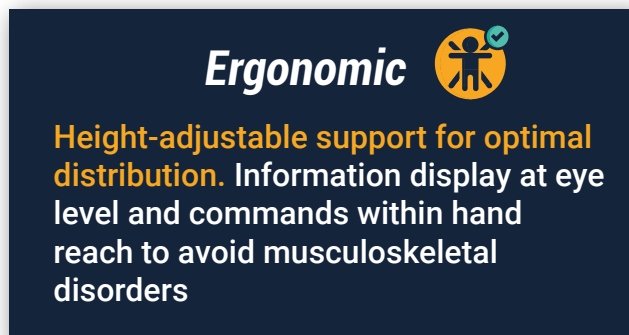 Ergonomic
Height-adjustable support for optimal
distribution. Information display at eye
level and commands within hand
reach to avoid musculoskeletal
disorders